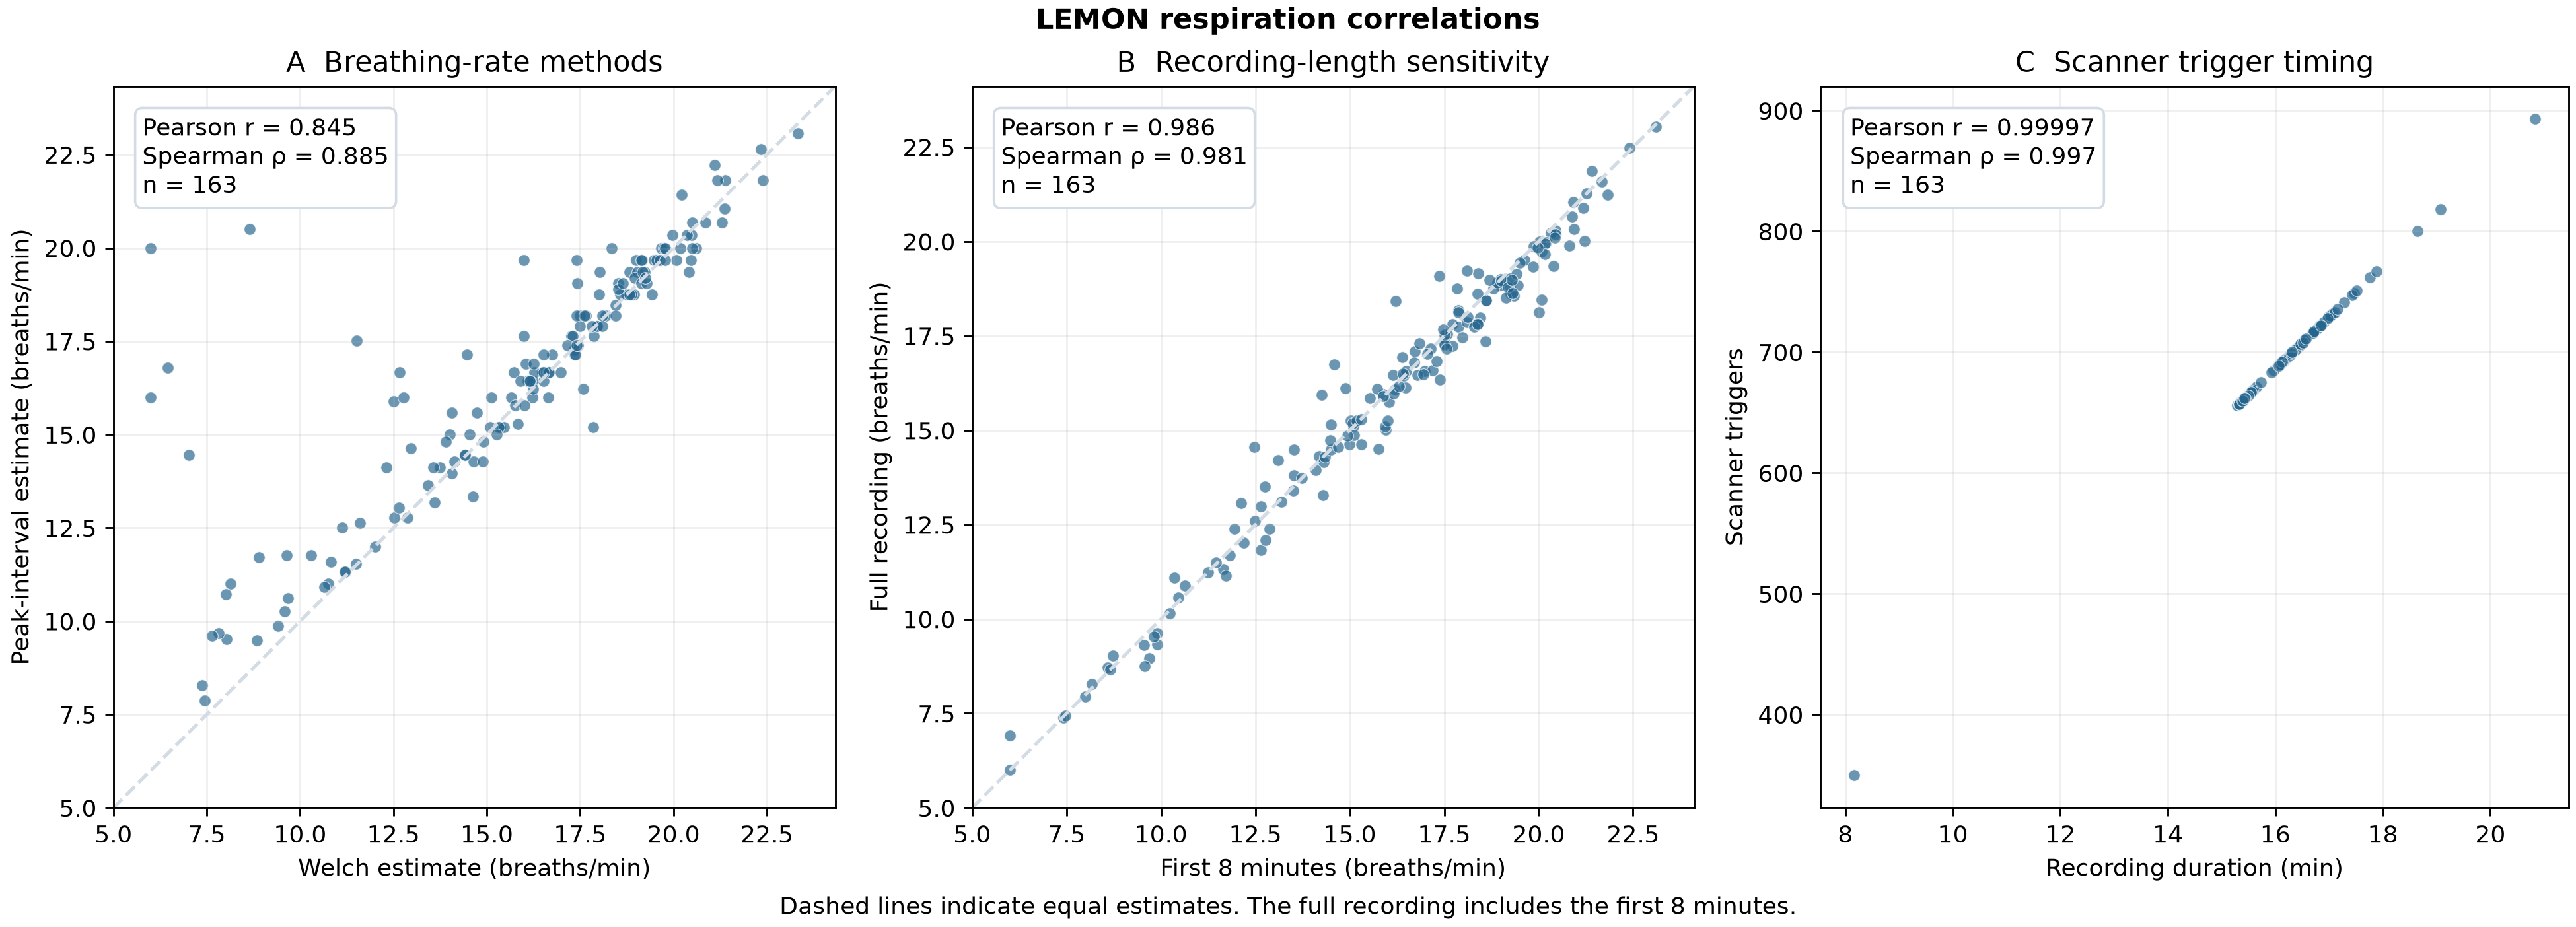 LEMON respiration correlations
A  Breathing-rate methods
Pearson r = 0.845
Spearman ρ = 0.885
n = 163
Peak-interval estimate (breaths/min)
22.5
20.0
17.5
15.0
12.5
10.0
7.5
5.0
5.0 7.5 10.0 12.5 15.0 17.5 20.0 22.5
Welch estimate (breaths/min)
B  Recording-length sensitivity
Pearson r = 0.986
Spearman ρ = 0.981
n = 163
Full recording (breaths/min)
22.5
20.0
17.5
15.0
12.5
10.0
7.5
5.0
5.0 7.5 10.0 12.5 15.0 17.5 20.0 22.5
First 8 minutes (breaths/min)
C  Scanner trigger timing
Pearson r = 0.99997
Spearman ρ = 0.997
n = 163
Scanner triggers
900
800
700
600
500
400
8 10 12 14 16 18 20
Recording duration (min)
Dashed lines indicate equal estimates. The full recording includes the first 8 minutes.